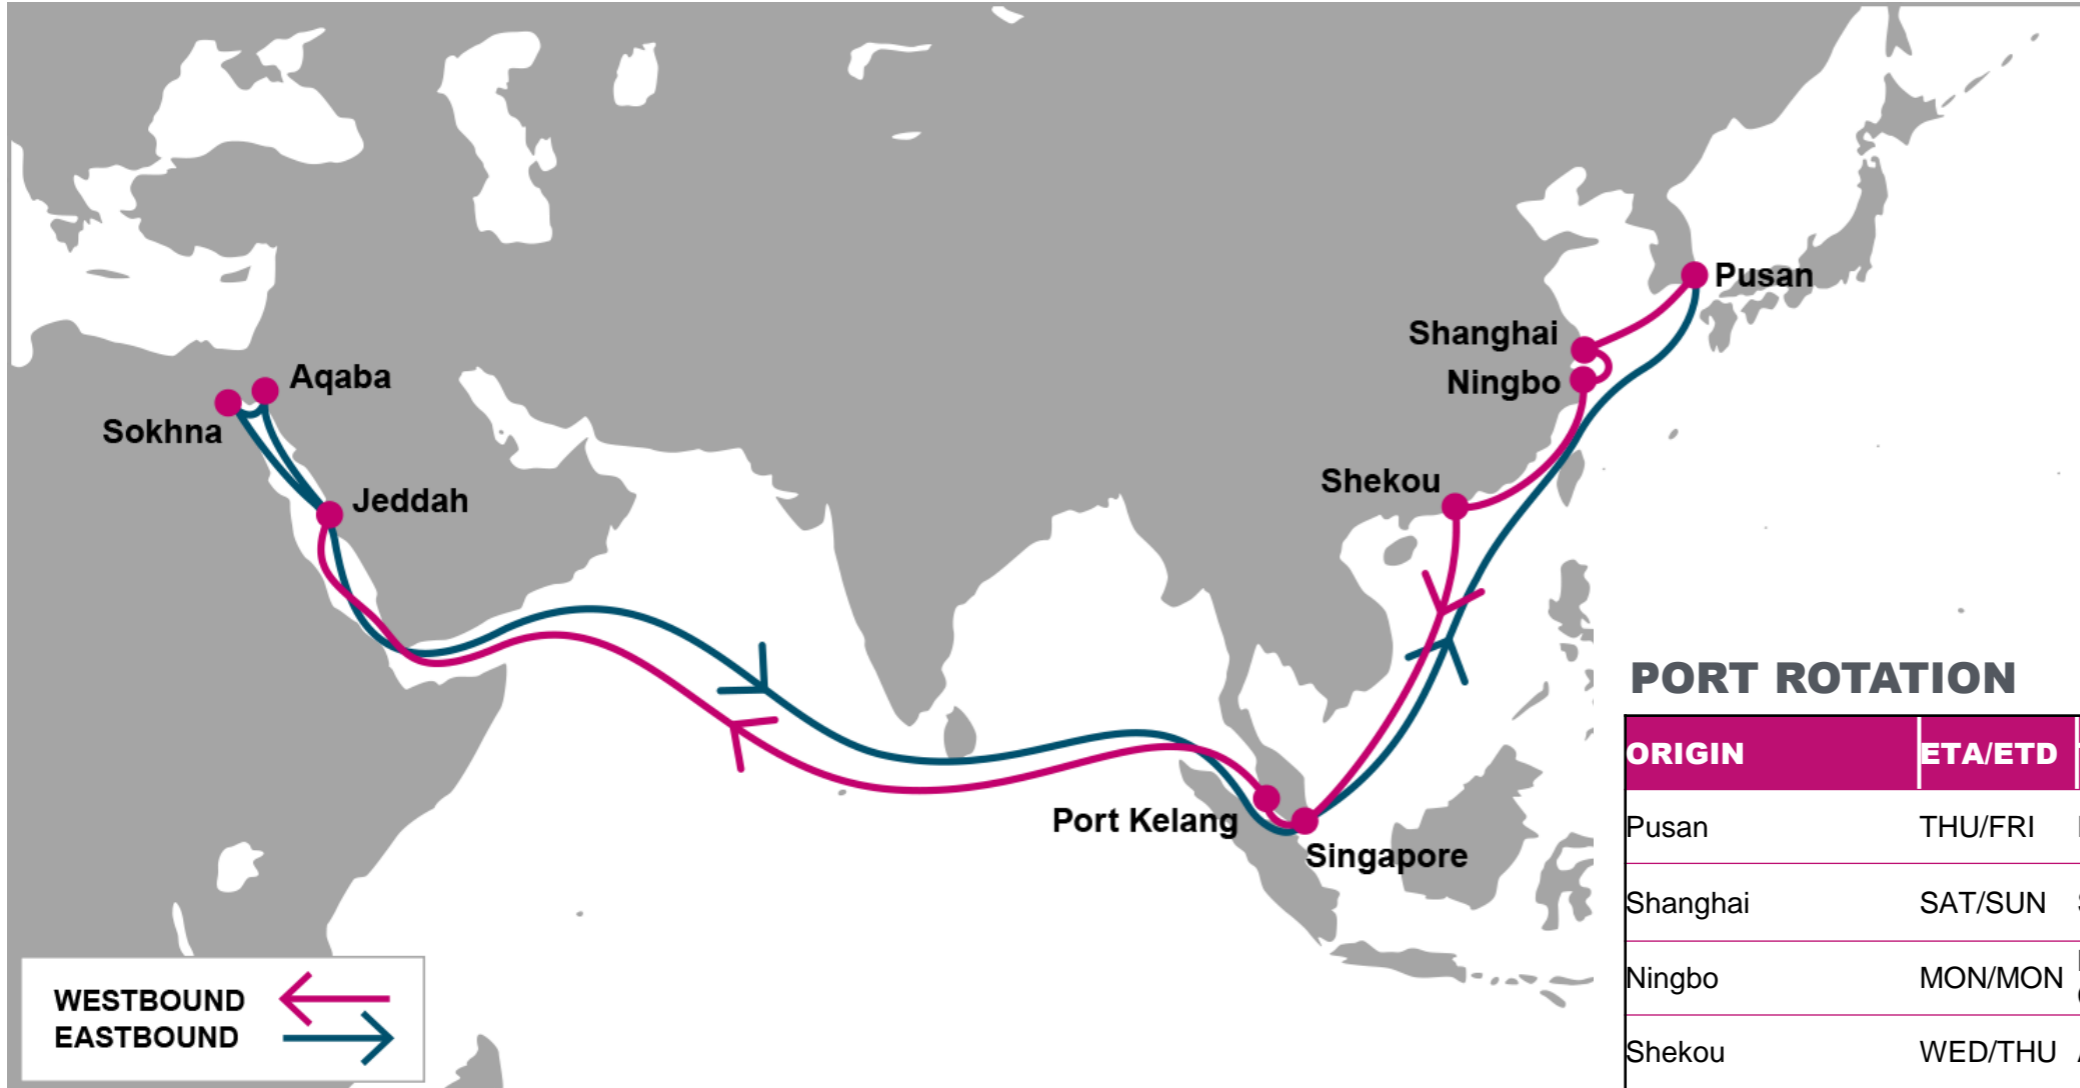 Pusan
Shanghai
Ningbo
Aqaba
Sokhna
Shekou
Jeddah
Port Kelang
Singapore
WESTBOUND
EASTBOUND
PORT ROTATION
ORIGIN ETA/ETD
Pusan THU/FRI
Shanghai SAT/SUN
Ningbo MON/MON
Shekou WED/THU